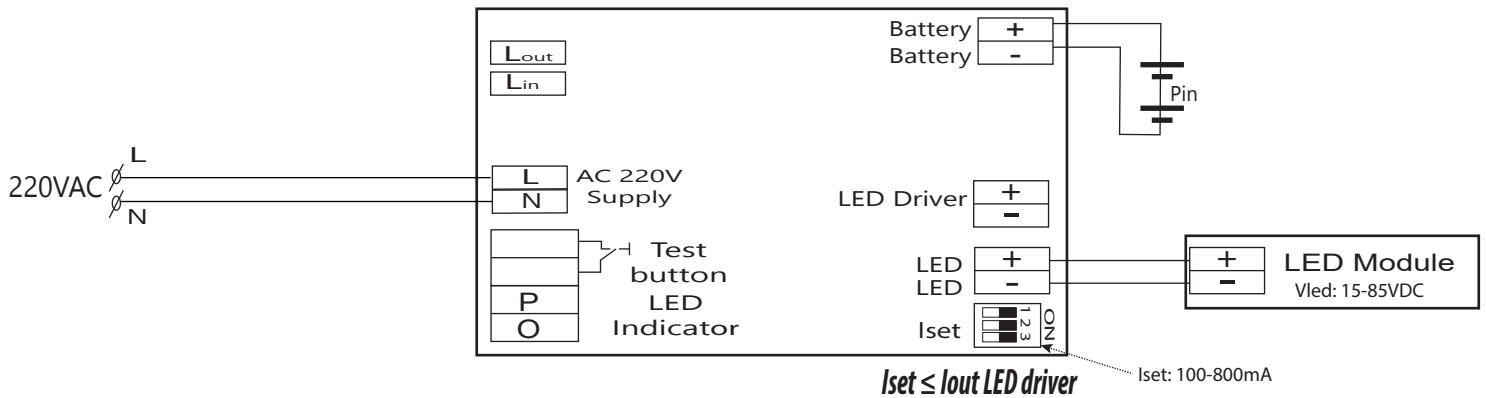 Battery +
Battery -
Lout
Lin
Pin
L
220VAC
N
L AC 220V
N Supply
LED Driver +
-
Test
button
P LED
O Indicator
LED +
LED -
+ LED Module
- Vled: 15-85VDC
Iset 1 2 3 ON
Iset: 100-800mA
Iset ≤ Iout LED driver